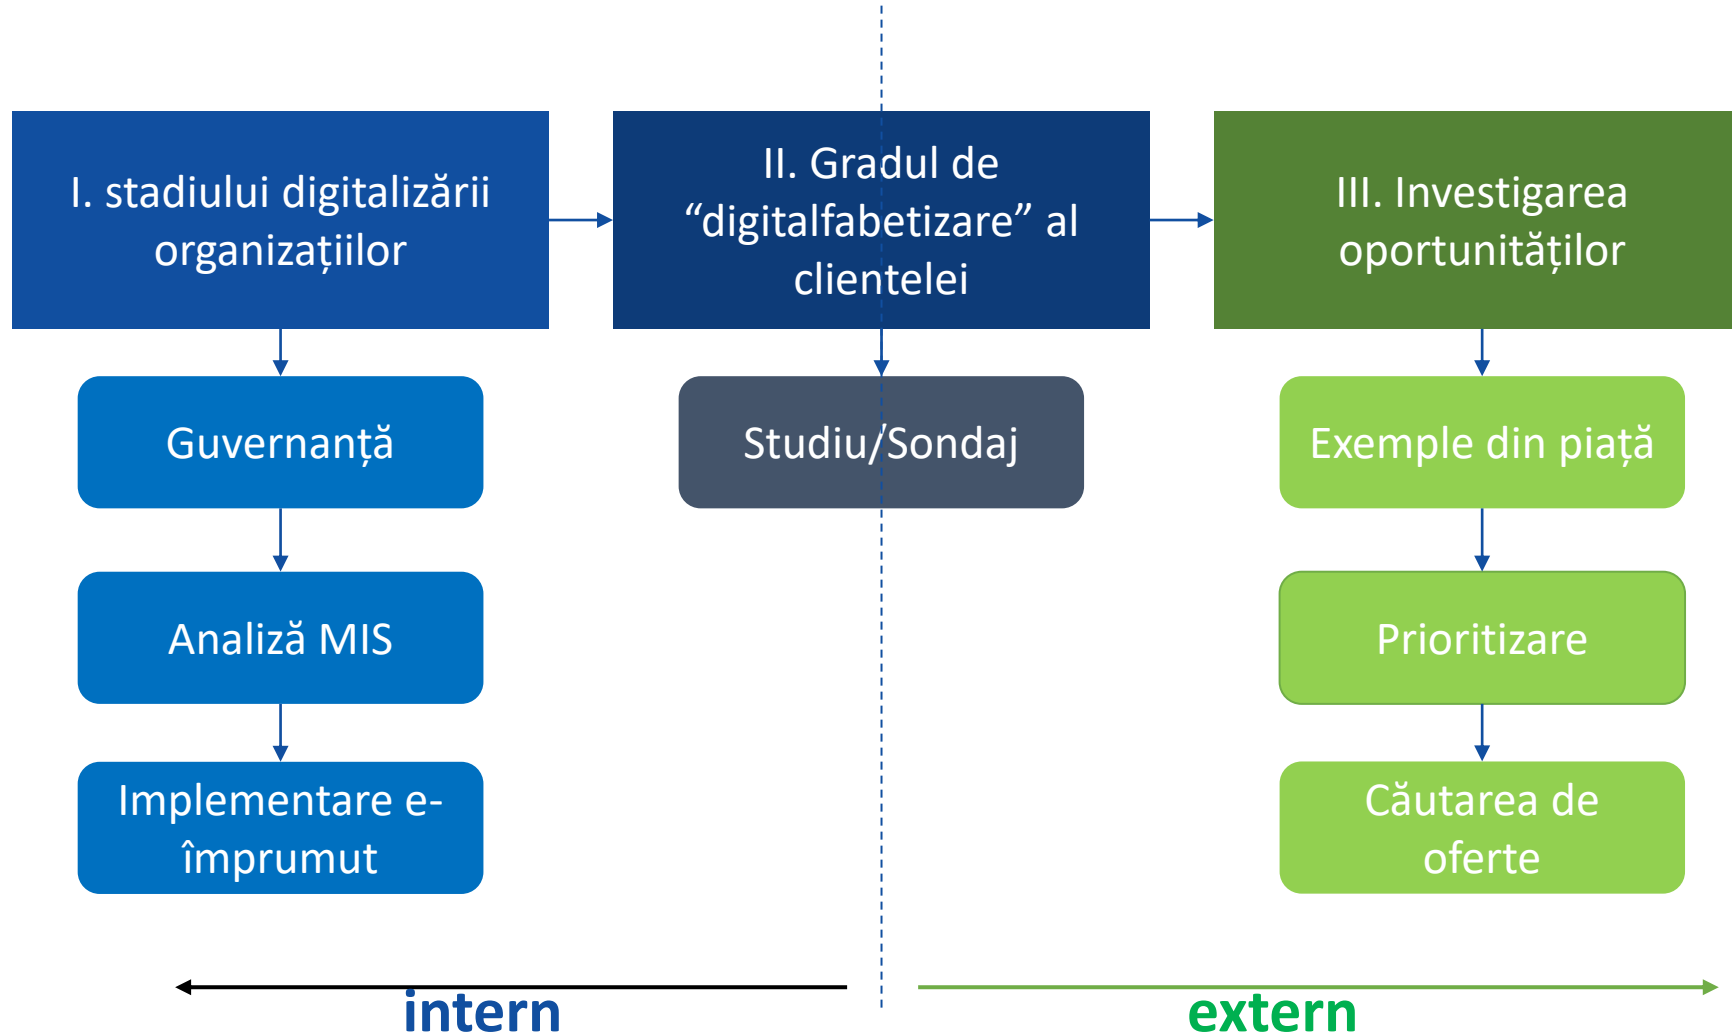 I. stadiului digitalizării
organizațiilor
II. Gradul de
“digitalfabetizare” al
clientelei
III. Investigarea
oportunităților
Guvernanță
Studiu/Sondaj
Exemple din piață
Analiză MIS
Prioritizare
Implementare e-
împrumut
Căutarea de
oferte
intern
extern